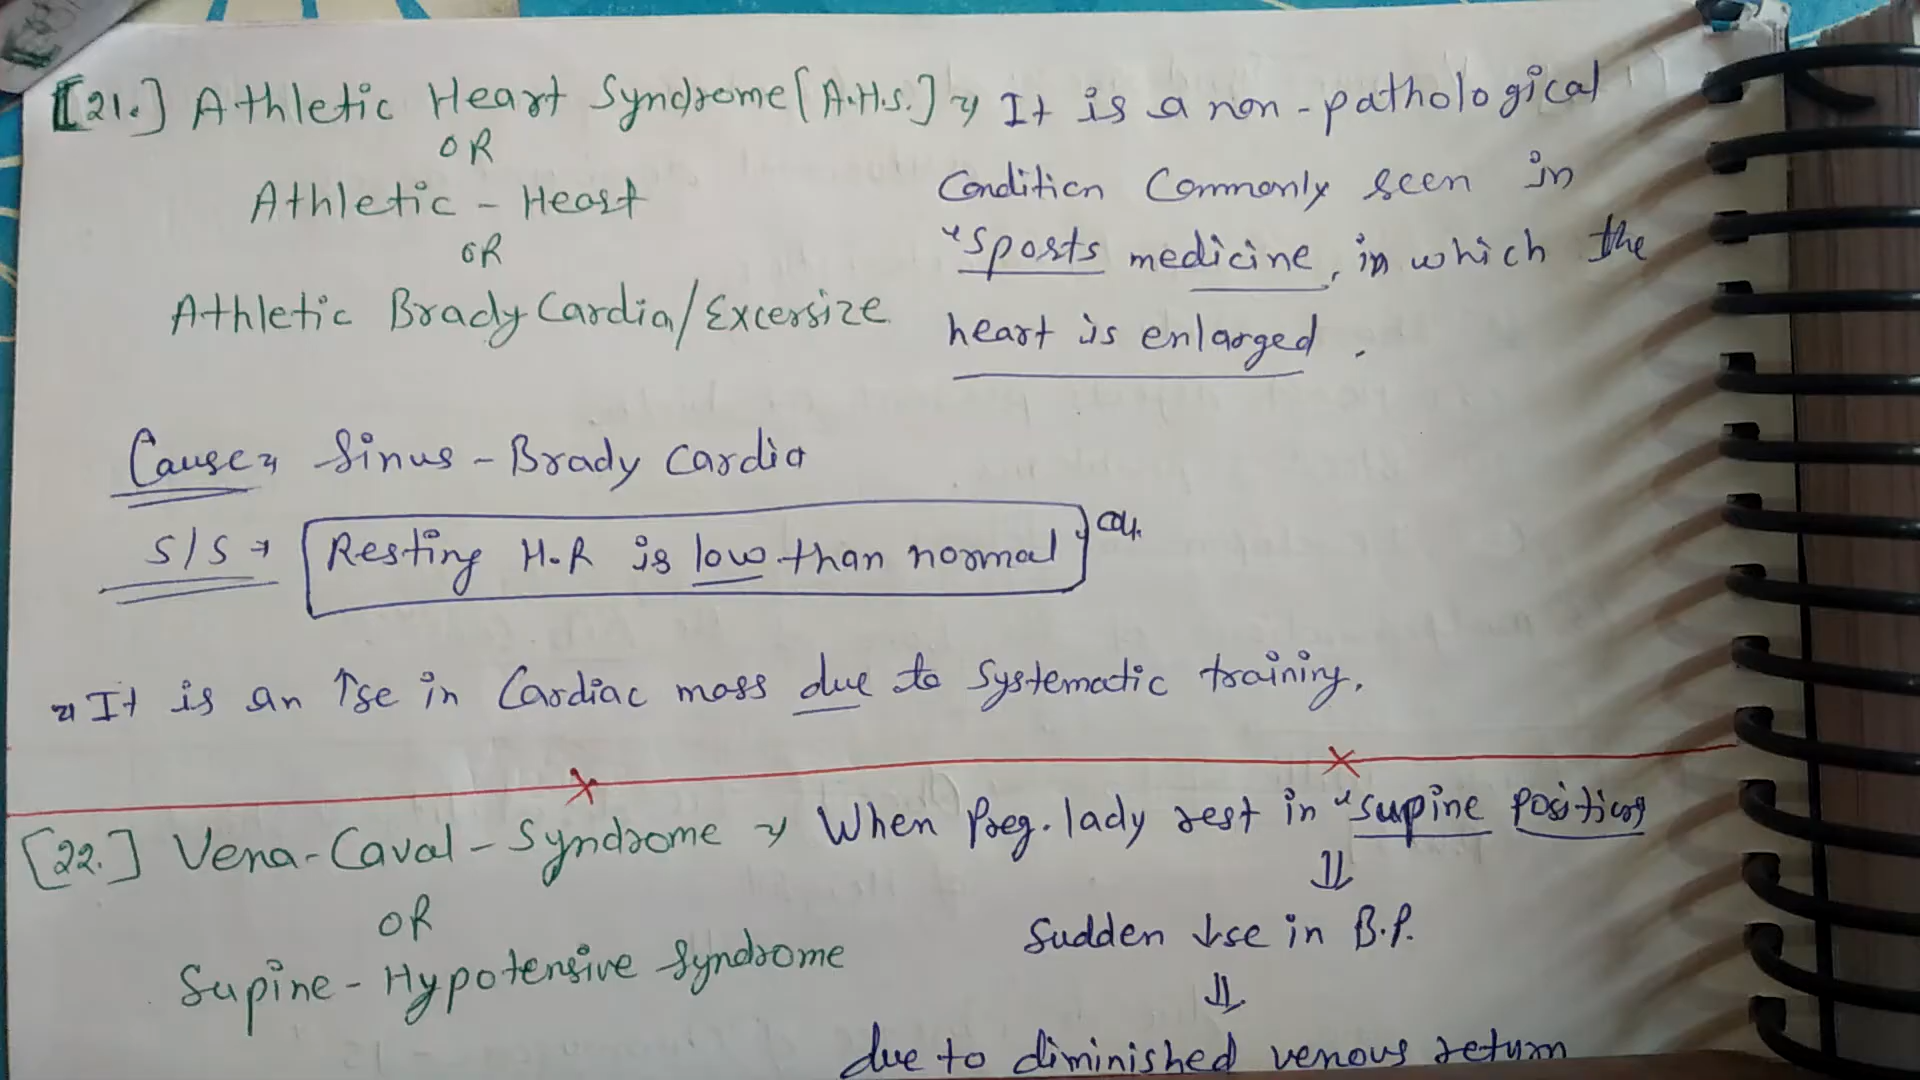 [21.] Athletic Heart Syndrome [A.H.S.] → It is a non-pathological
OR
Athletic - Heart
Condition Commonly seen in
OR
"Sports medicine, in which the
Athletic Brady Cardia/Excersize
heart is enlarged.
Cause → Sinus - Brady Cardia
S/S → Resting H.R is low than normal
→ It is an ↑se in Cardiac mass due to Systematic training.
[22.] Vena-Caval-Syndrome → When Preg. lady rest in "supine position
⇓
OR
Sudden ↓se in B.P.
Supine - Hypotensive Syndrome
⇓
due to diminished venous return